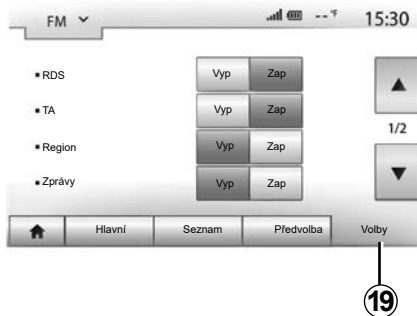 FM -- °F 15:30
RDS Vyp Zap
TA Vyp Zap
1/2
Region Vyp Zap
Zprávy Vyp Zap
Hlavní Seznam Předvolba Volby
19